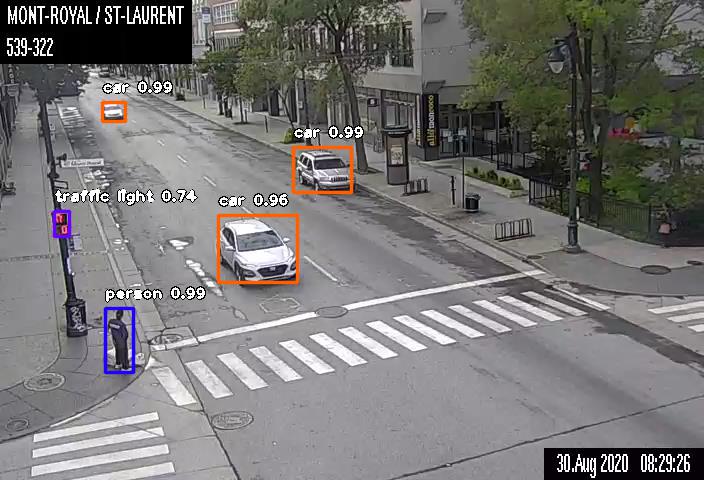 MONT-ROYAL / ST-LAURENT
539-322
car 0.99
car 0.99
traffic light 0.74
car 0.96
person 0.99
30.Aug 2020 08:29:26